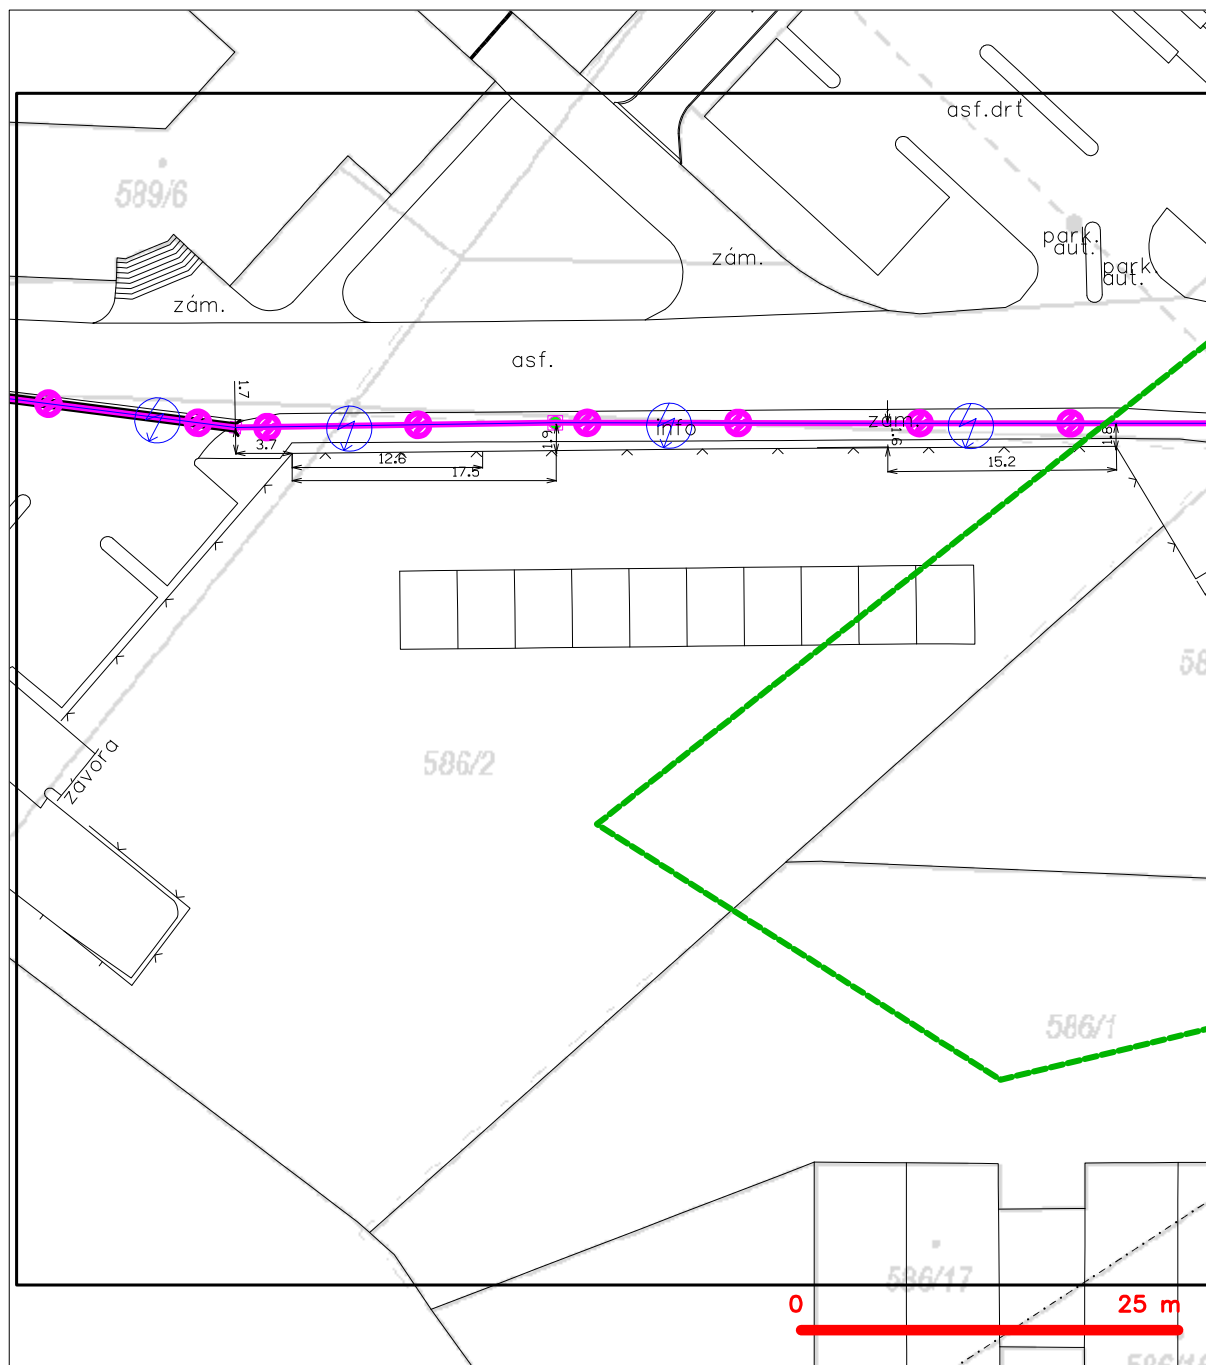 asf.drť
589/6
park.
aut.
zám.
park.
aut.
zám.
asf.
1.7
info
zám.
3.7
12.6
17.5
1.9
1.6
15.2
1.8
58
závora
586/2
586/1
586/17
0 25 m